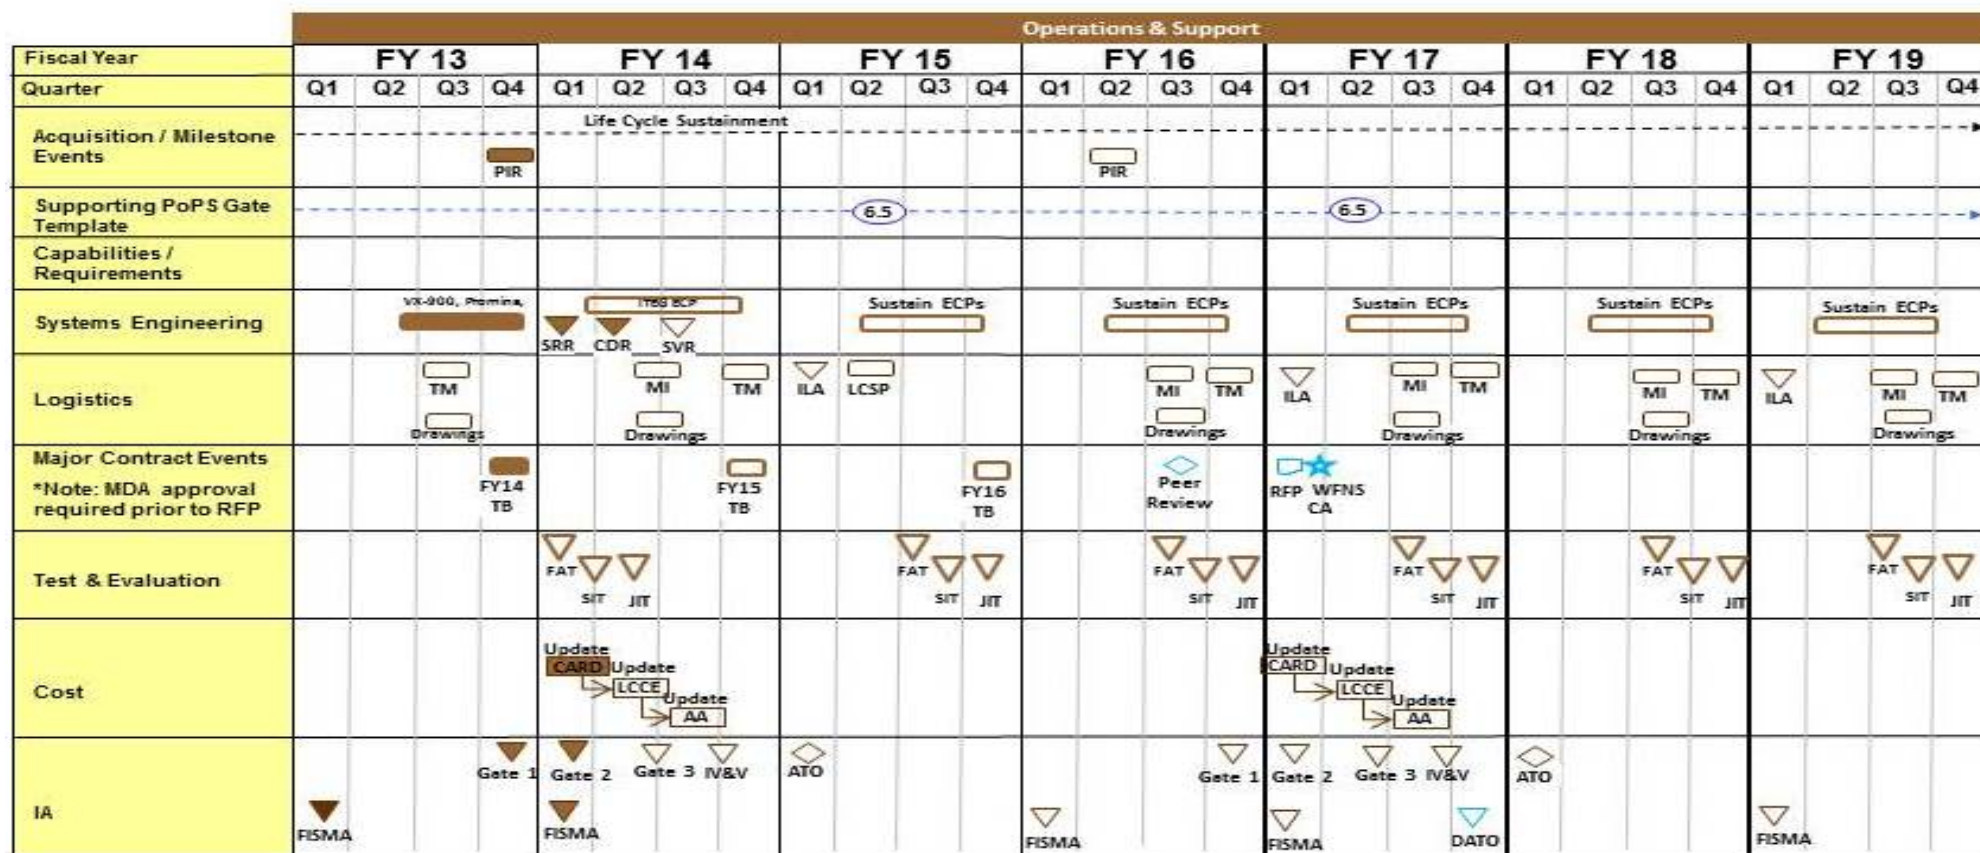 Operations & Support
Fiscal Year FY 13 FY 14 FY 15 FY 16 FY 17 FY 18 FY 19
Quarter Q1 Q2 Q3 Q4 Q1 Q2 Q3 Q4 Q1 Q2 Q3 Q4 Q1 Q2 Q3 Q4 Q1 Q2 Q3 Q4 Q1 Q2 Q3 Q4 Q1 Q2 Q3 Q4
Life Cycle Sustainment
Acquisition / Milestone
Events
PIR PIR
Supporting PoPS Gate
Template
6.5 6.5
Capabilities /
Requirements
VX-900, Promina, ECP Sustain ECPs Sustain ECPs Sustain ECPs Sustain ECPs Sustain ECPs
Systems Engineering
SRR CDR SVR
Logistics
TM MI TM ILA LCSP MI TM ILA MI TM MI TM ILA MI TM
Drawings Drawings Drawings Drawings Drawings Drawings
Major Contract Events
*Note: MDA approval
required prior to RFP
FY14 FY15 FY16 Peer RFP WFNS
TB TB TB Review CA
Test & Evaluation
FAT FAT FAT FAT FAT FAT
SIT JIT SIT JIT SIT JIT SIT JIT SIT JIT SIT JIT
Cost
Update Update
CARD Update CARD Update
LCCE Update LCCE Update
AA AA
IA
Gate 1 Gate 2 Gate 3 IV&V ATO Gate 1 Gate 2 Gate 3 IV&V ATO
FISMA FISMA FISMA FISMA DATO FISMA